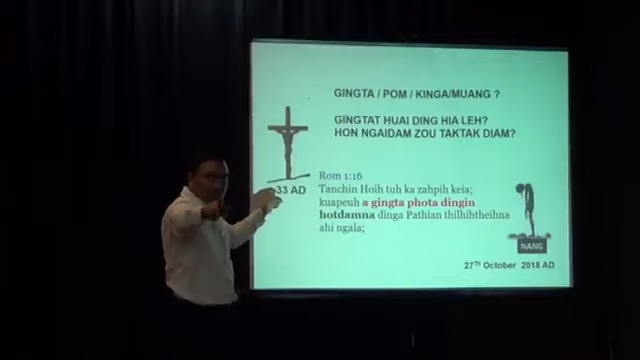 GINGTA / POM / KINGA/MUANG ?
GINGTAT HUAI DING HIA LEH?
HON NGAIDAM ZOU TAKTAK DIAM?
Rom 1:16
33 AD
Tanchin Hoih tuh ka zahpih keia;
kuapeuh a gingta phota dingin
hotdamna dinga Pathian thilhihtheihna
ahi ngala;
NANG
27Th October 2018 AD